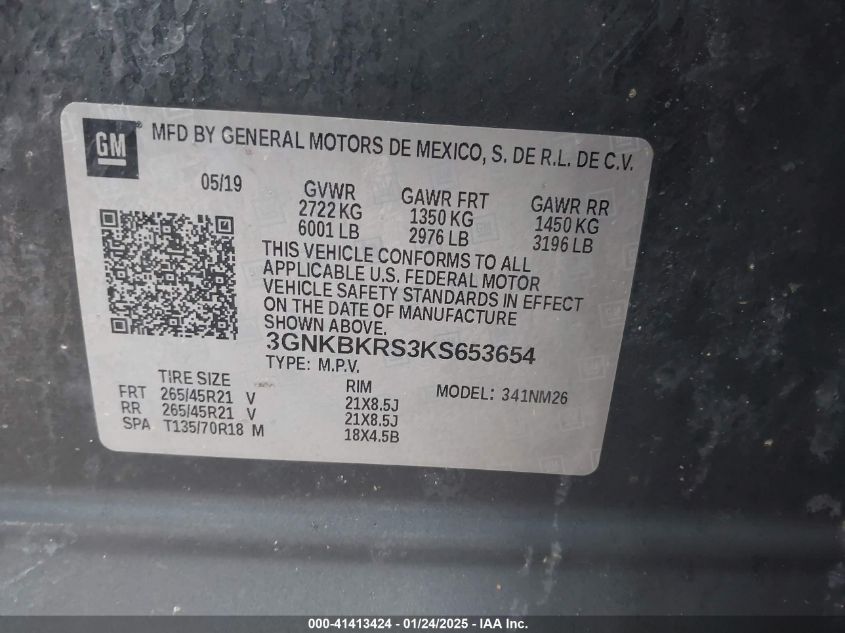 GM
MFD BY GENERAL MOTORS DE MEXICO, S. DE R.L. DE C.V.
05/19
GVWR
2722 KG
6001 LB
GAWR FRT
1350 KG
2976 LB
GAWR RR
1450 KG
3196 LB
THIS VEHICLE CONFORMS TO ALL
APPLICABLE U.S. FEDERAL MOTOR
VEHICLE SAFETY STANDARDS IN EFFECT
ON THE DATE OF MANUFACTURE
SHOWN ABOVE.
3GNKBKRS3KS653654
TYPE: M.P.V.
TIRE SIZE
RIM
MODEL: 341NM26
FRT 265/45R21 V 21X8.5J
RR 265/45R21 V 21X8.5J
SPA T135/70R18 M 18X4.5B
000-41413424 - 01/24/2025 - IAA Inc.